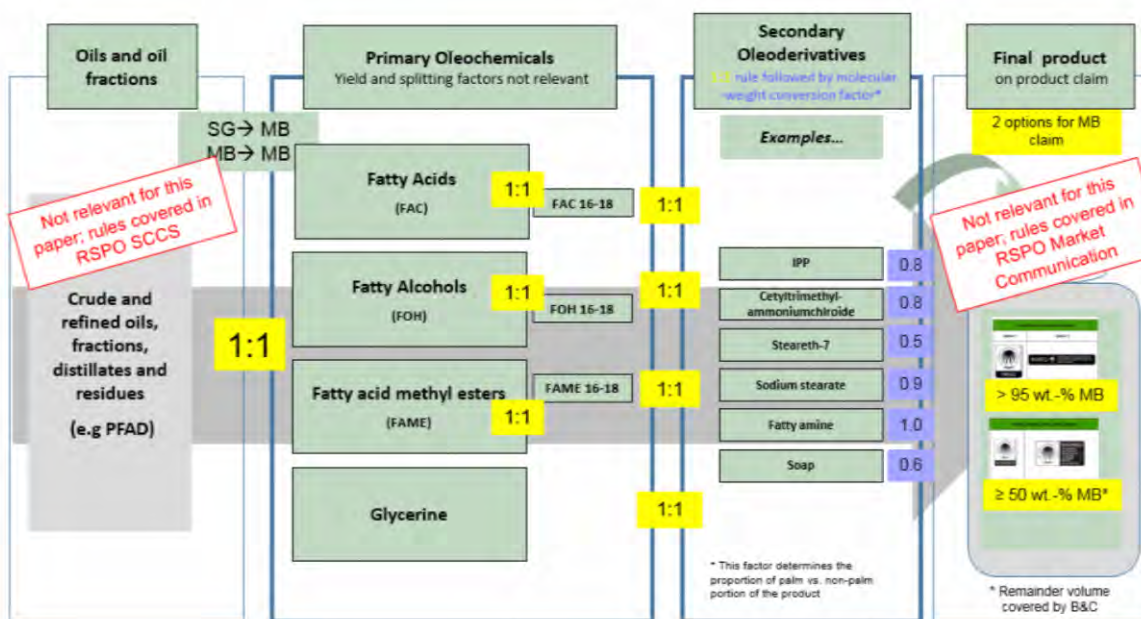 Oils and oil
fractions
Primary Oleochemicals
Yield and splitting factors not relevant
Secondary
Oleoderivatives
1:1 rule followed by molecular
weight conversion factor*
Final product
on product claim
SG→ MB
MB→ MB
Examples...
2 options for MB
claim
Not relevant for this
paper; rules covered in
RSPO SCCS
Crude and
refined oils,
fractions,
distillates and
residues
(e.g PFAD)
1:1
Fatty Acids
(FAC)
1:1
FAC 16-18
1:1
Fatty Alcohols
(FOH)
1:1
FOH 16-18
1:1
Fatty acid methyl esters
(FAME)
1:1
FAME 16-18
1:1
Glycerine
1:1
IPP
0.8
Cetyltrimethyl-
ammoniumchlroide
0.8
Steareth-7
0.5
Sodium stearate
0.9
Fatty amine
1.0
Soap
0.6
* This factor determines the
proportion of palm vs. non-palm
portion of the product
Not relevant for this
paper; rules covered in
RSPO Market
Communication
> 95 wt.-% MB
≥ 50 wt.-% MB*
* Remainder volume
covered by B&C